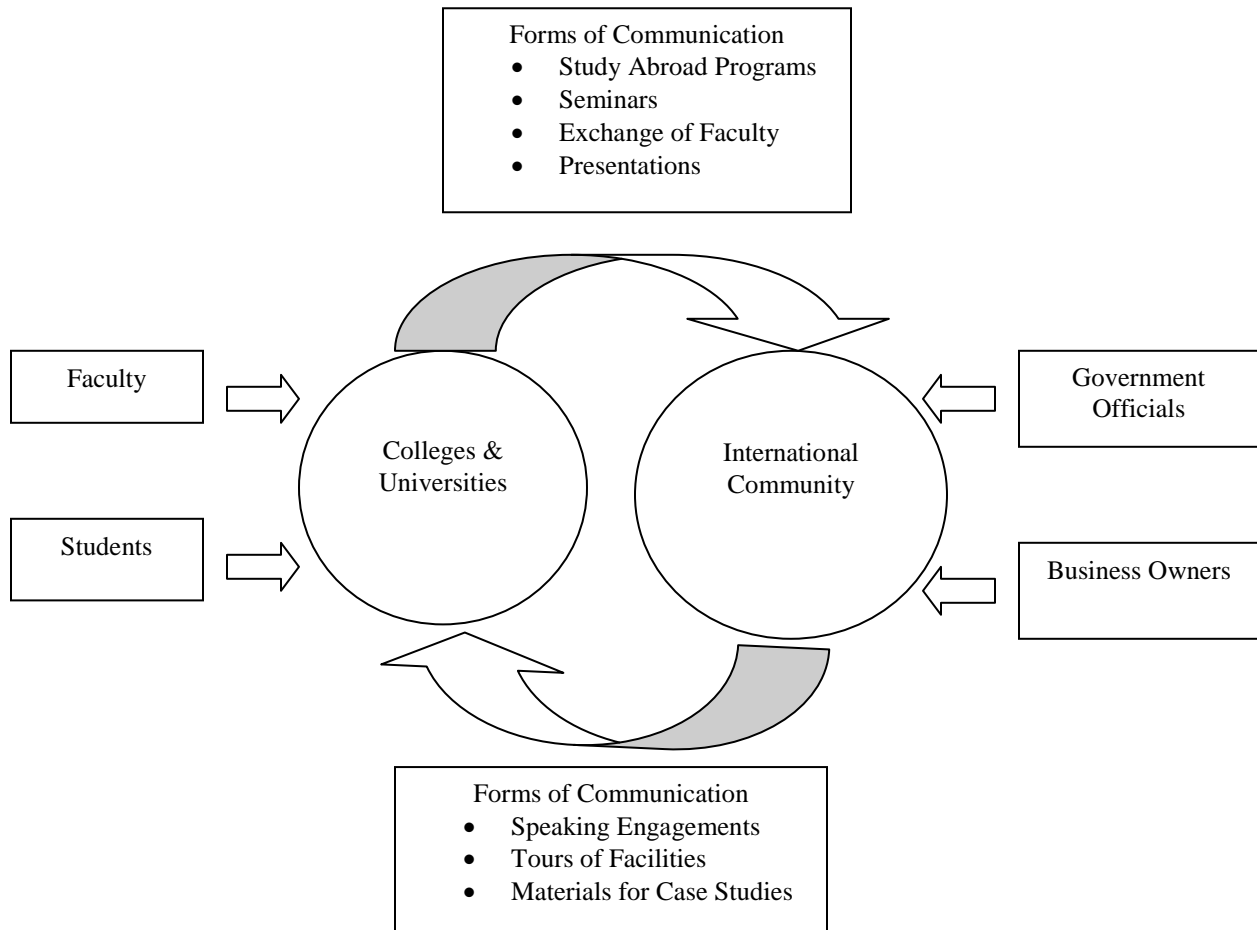 Forms of Communication
• Study Abroad Programs
• Seminars
• Exchange of Faculty
• Presentations
Faculty
Government
Officials
Colleges &
Universities
International
Community
Students
Business Owners
Forms of Communication
• Speaking Engagements
• Tours of Facilities
• Materials for Case Studies